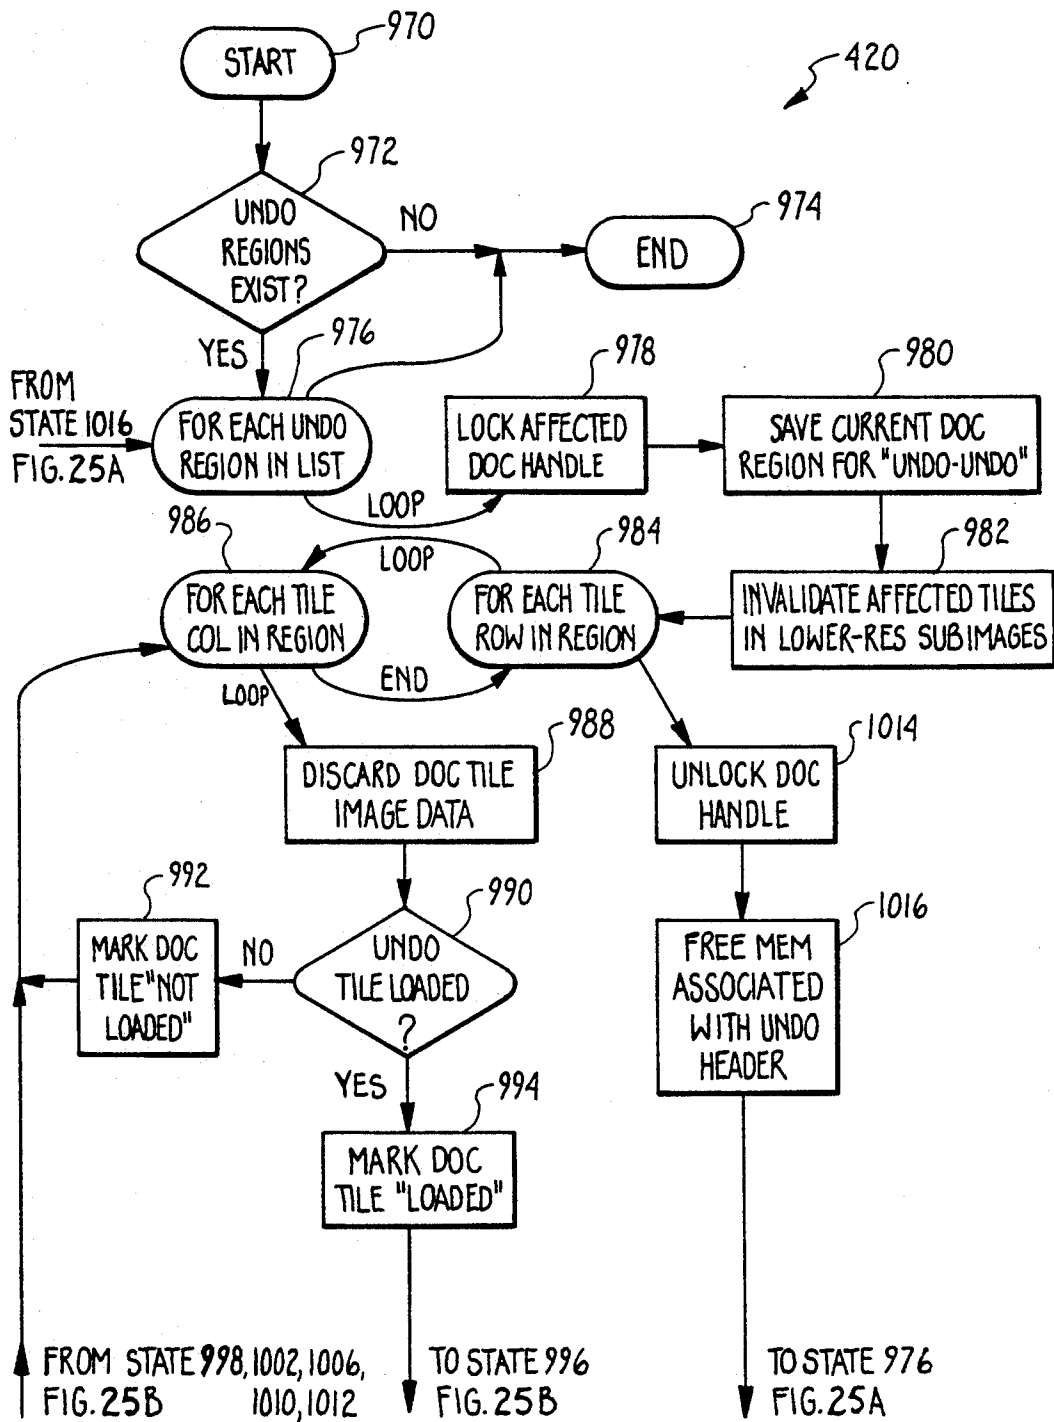 970
START
420
972
UNDO
REGIONS
EXIST?
NO
974
END
YES
976
FROM
STATE 1016
FIG. 25A
FOR EACH UNDO
REGION IN LIST
978
LOCK AFFECTED
DOC HANDLE
980
SAVE CURRENT DOC
REGION FOR "UNDO-UNDO"
LOOP
986
LOOP
984
982
FOR EACH TILE
COL IN REGION
FOR EACH TILE
ROW IN REGION
INVALIDATE AFFECTED TILES
IN LOWER-RES SUBIMAGES
LOOP
END
988
DISCARD DOC TILE
IMAGE DATA
1014
UNLOCK DOC
HANDLE
992
MARK DOC
TILE "NOT
LOADED"
NO
990
UNDO
TILE LOADED
?
1016
FREE MEM
ASSOCIATED
WITH UNDO
HEADER
YES
994
MARK DOC
TILE "LOADED"
FROM STATE 998, 1002, 1006,
FIG. 25B 1010, 1012
TO STATE 996
FIG. 25B
TO STATE 976
FIG. 25A